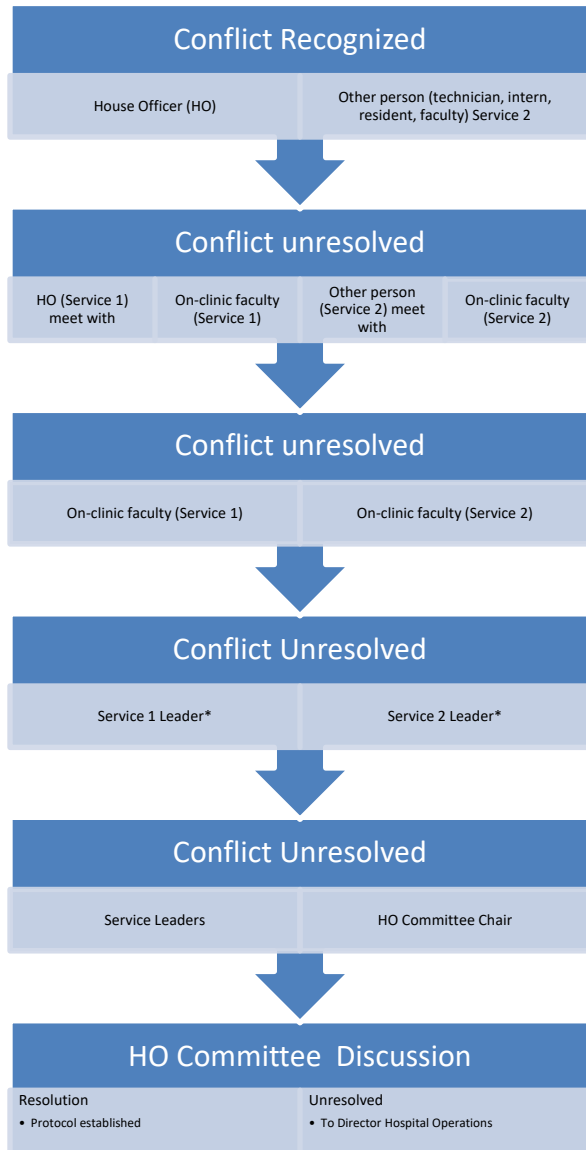 Conflict Recognized
House Officer (HO)
Other person (technician, intern,
resident, faculty) Service 2
Conflict unresolved
HO (Service 1)
meet with
On-clinic faculty
(Service 1)
Other person
(Service 2) meet
with
On-clinic faculty
(Service 2)
Conflict unresolved
On-clinic faculty (Service 1)
On-clinic faculty (Service 2)
Conflict Unresolved
Service 1 Leader*
Service 2 Leader*
Conflict Unresolved
Service Leaders
HO Committee Chair
HO Committee Discussion
Resolution
• Protocol established
Unresolved
• To Director Hospital Operations